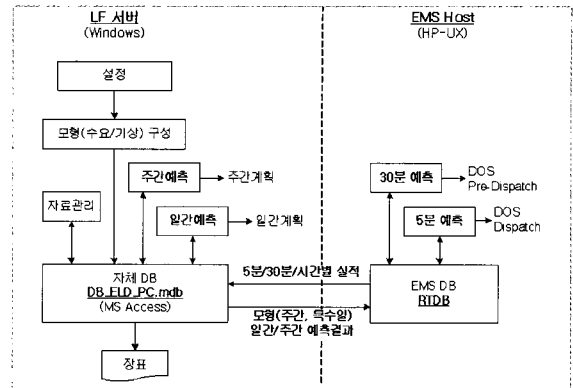 LF 서버
(Windows)
EMS Host
(HP-UX)
설정
모형(수요/기상) 구성
주간예측
주간계획
30분 예측
DOS
Pre-Dispatch
자료관리
일간예측
일간계획
5분 예측
DOS
Dispatch
자체 DB
DB_ELD_PC.mdb
(MS Access)
5분/30분/시간별 실적
EMS DB
RTDB
모형(주간, 특수일)
일간/주간 예측결과
장표